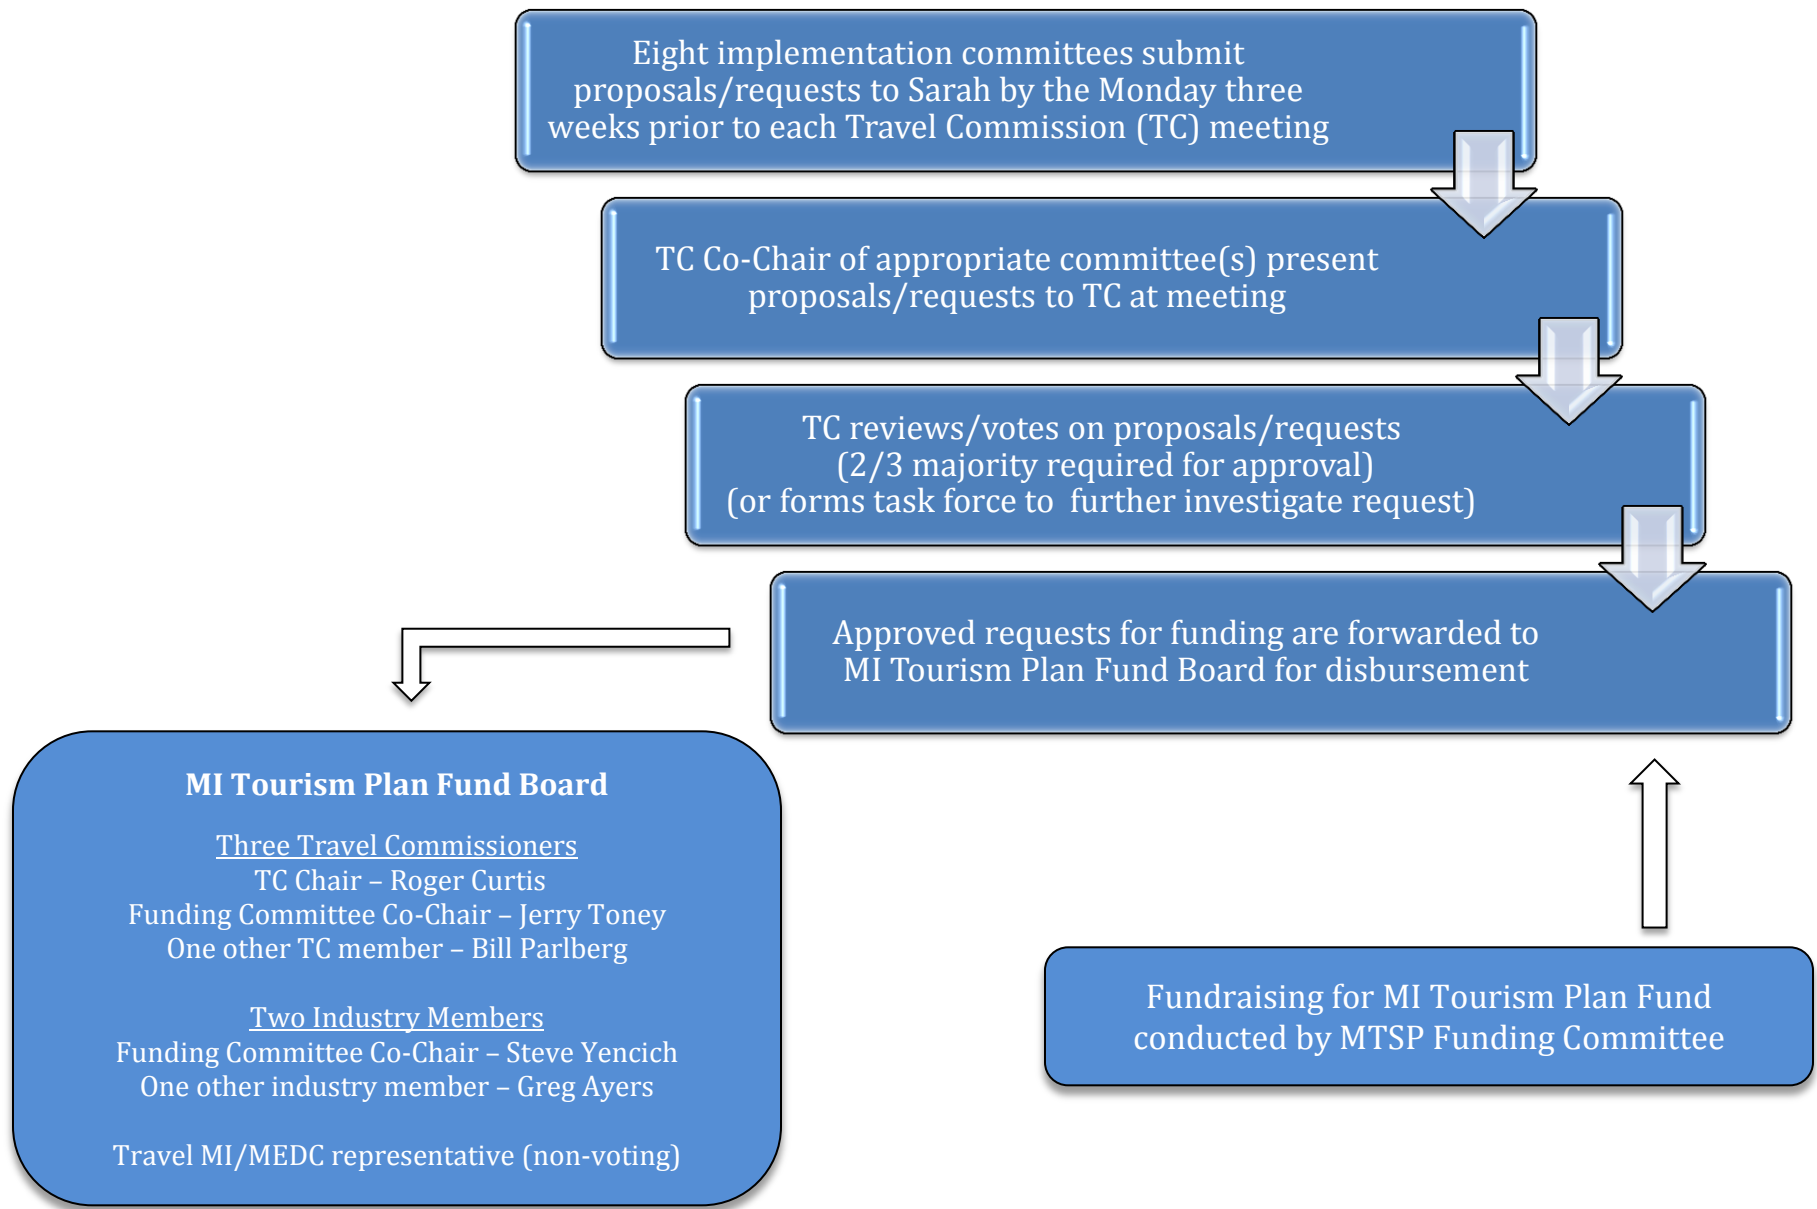 Eight implementation committees submit
proposals/requests to Sarah by the Monday three
weeks prior to each Travel Commission (TC) meeting
TC Co-Chair of appropriate committee(s) present
proposals/requests to TC at meeting
TC reviews/votes on proposals/requests
(2/3 majority required for approval)
(or forms task force to further investigate request)
Approved requests for funding are forwarded to
MI Tourism Plan Fund Board for disbursement
MI Tourism Plan Fund Board
Three Travel Commissioners
TC Chair – Roger Curtis
Funding Committee Co-Chair – Jerry Toney
One other TC member – Bill Parlberg
Two Industry Members
Funding Committee Co-Chair – Steve Yencich
One other industry member – Greg Ayers
Travel MI/MEDC representative (non-voting)
Fundraising for MI Tourism Plan Fund
conducted by MTSP Funding Committee